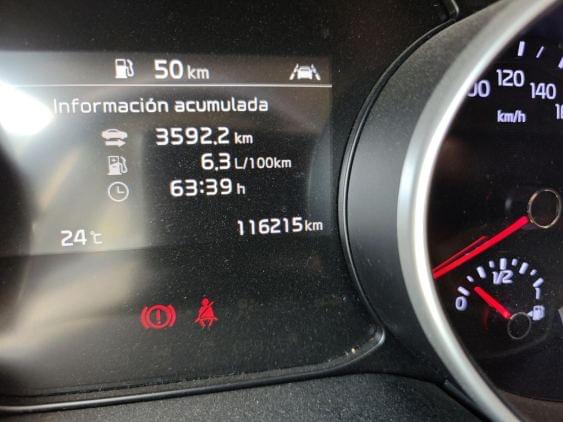 50 km
Información acumulada
3592.2 km
6.3 L/100km
63:39 h
24 °C
116215 km
120
140
km/h
0
1/2
1